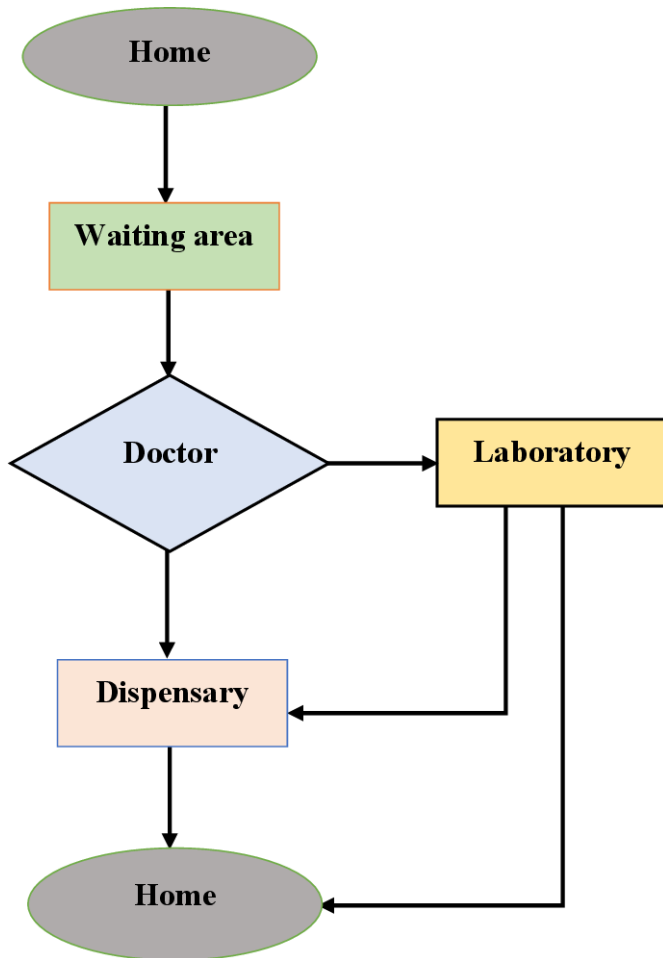 Home
Waiting area
Doctor
Laboratory
Dispensary
Home